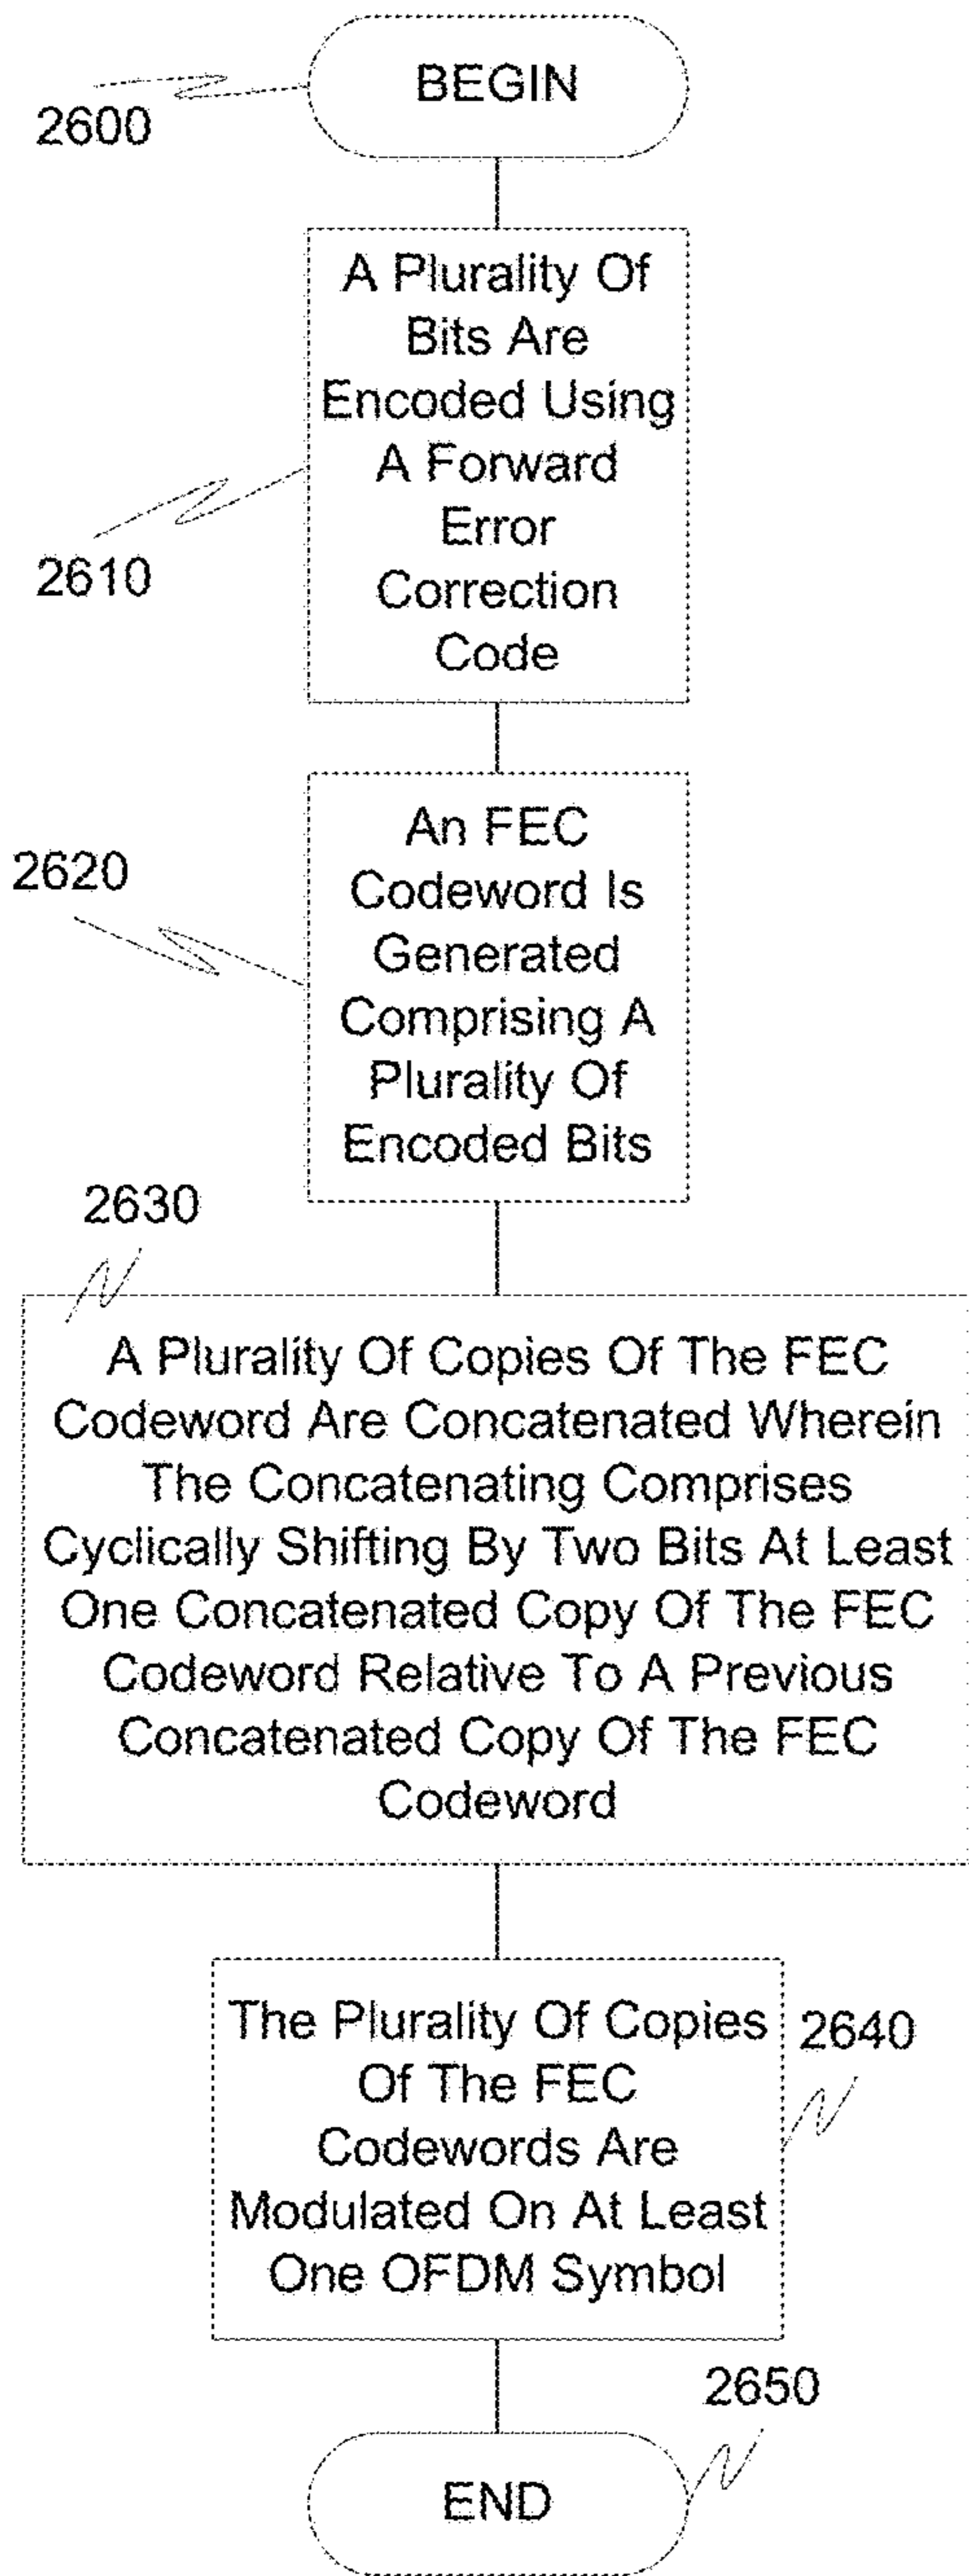 BEGIN
2600
A Plurality Of
Bits Are
Encoded Using
A Forward
Error
Correction
Code
2610
An FEC
Codeword Is
Generated
Comprising A
Plurality Of
Encoded Bits
2620
2630
A Plurality Of Copies Of The FEC
Codeword Are Concatenated Wherein
The Concatenating Comprises
Cyclically Shifting By Two Bits At Least
One Concatenated Copy Of The FEC
Codeword Relative To A Previous
Concatenated Copy Of The FEC
Codeword
The Plurality Of Copies
Of The FEC
Codewords Are
Modulated On At Least
One OFDM Symbol
2640
2650
END